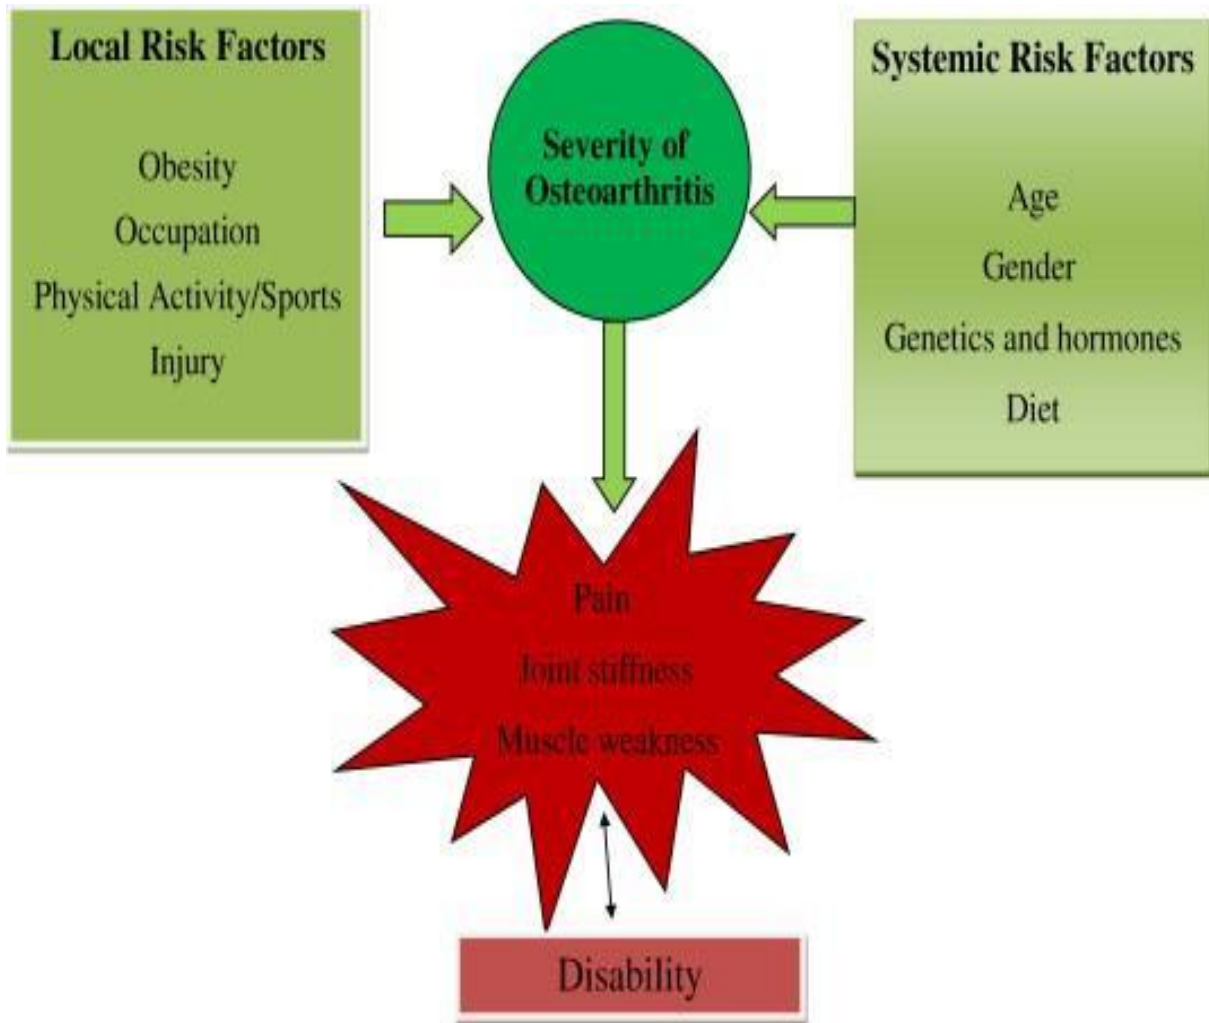 Local Risk Factors
Obesity
Occupation
Physical Activity/Sports
Injury
Severity of
Osteoarthritis
Systemic Risk Factors
Age
Gender
Genetics and hormones
Diet
Pain
Joint stiffness
Muscle weakness
Disability